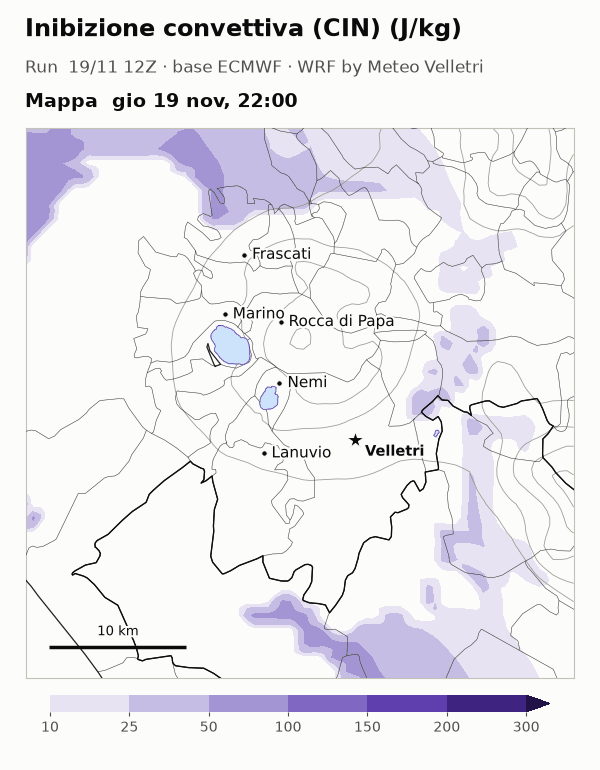 Inibizione convettiva (CIN) (J/kg)
Run  19/11 12Z · base ECMWF · WRF by Meteo Velletri
Mappa  gio 19 nov, 22:00
Frascati
Marino
Rocca di Papa
Nemi
Velletri
Lanuvio
10 km
10 25 50 100 150 200 300